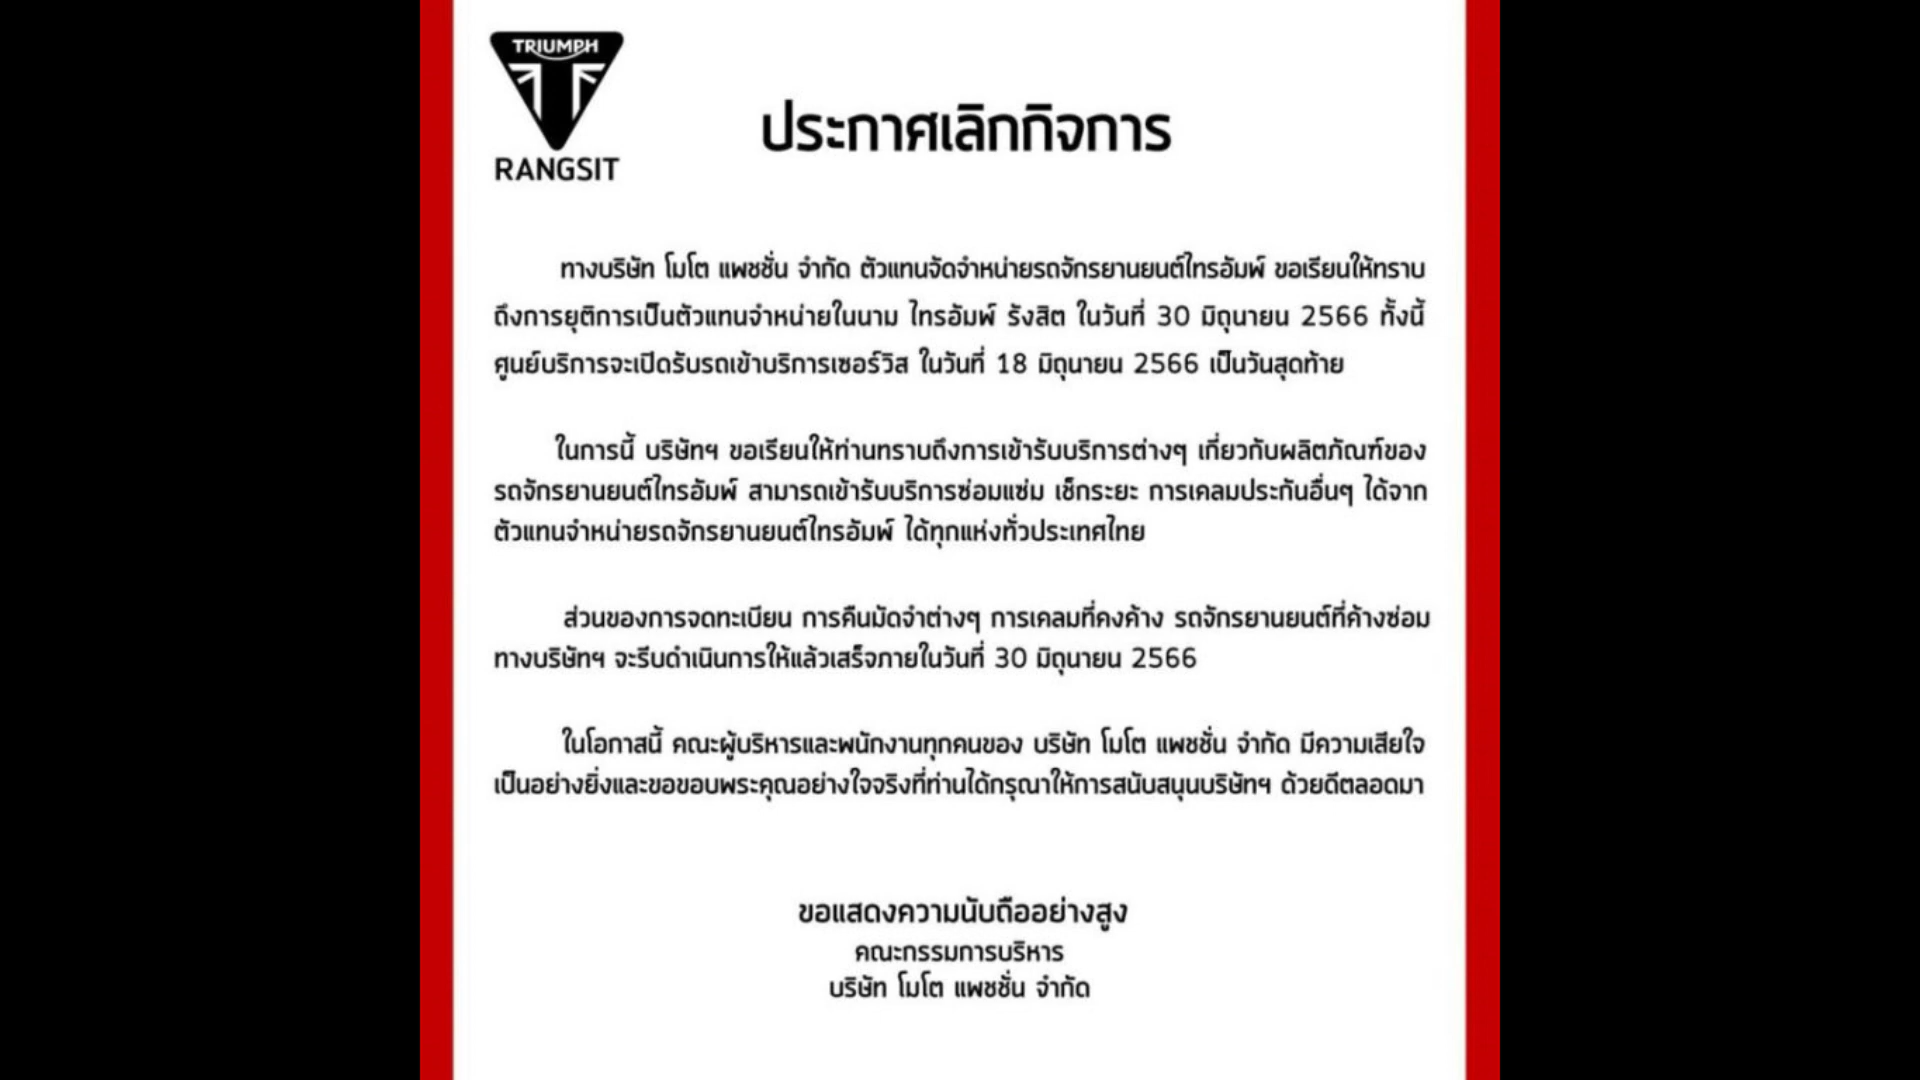 TRIUMPH
RANGSIT
ประกาศเลิกกิจการ
ทางบริษัท โมโต แพชชั่น จำกัด ตัวแทนจัดจำหน่ายรถจักรยานยนต์ไทรอัมพ์ ขอเรียนให้ทราบ
ถึงการยุติการเป็นตัวแทนจำหน่ายในนาม ไทรอัมพ์ รังสิต ในวันที่ 30 มิถุนายน 2566 ทั้งนี้
ศูนย์บริการจะเปิดรับรถเข้าบริการเซอร์วิส ในวันที่ 18 มิถุนายน 2566 เป็นวันสุดท้าย
ในการนี้ บริษัทฯ ขอเรียนให้ท่านทราบถึงการเข้ารับบริการต่างๆ เกี่ยวกับผลิตภัณฑ์ของ
รถจักรยานยนต์ไทรอัมพ์ สามารถเข้ารับบริการซ่อมแซ่ม เช็กระยะ การเคลมประกันอื่นๆ ได้จาก
ตัวแทนจำหน่ายรถจักรยานยนต์ไทรอัมพ์ ได้ทุกแห่งทั่วประเทศไทย
ส่วนของการจดทะเบียน การคืนมัดจำต่างๆ การเคลมที่คงค้าง รถจักรยานยนต์ที่ค้างซ่อม
ทางบริษัทฯ จะรีบดำเนินการให้แล้วเสร็จภายในวันที่ 30 มิถุนายน 2566
ในโอกาสนี้ คณะผู้บริหารและพนักงานทุกคนของ บริษัท โมโต แพชชั่น จำกัด มีความเสียใจ
เป็นอย่างยิ่งและขอขอบพระคุณอย่างใจจริงที่ท่านได้กรุณาให้การสนับสนุนบริษัทฯ ด้วยดีตลอดมา
ขอแสดงความนับถืออย่างสูง
คณะกรรมการบริหาร
บริษัท โมโต แพชชั่น จำกัด